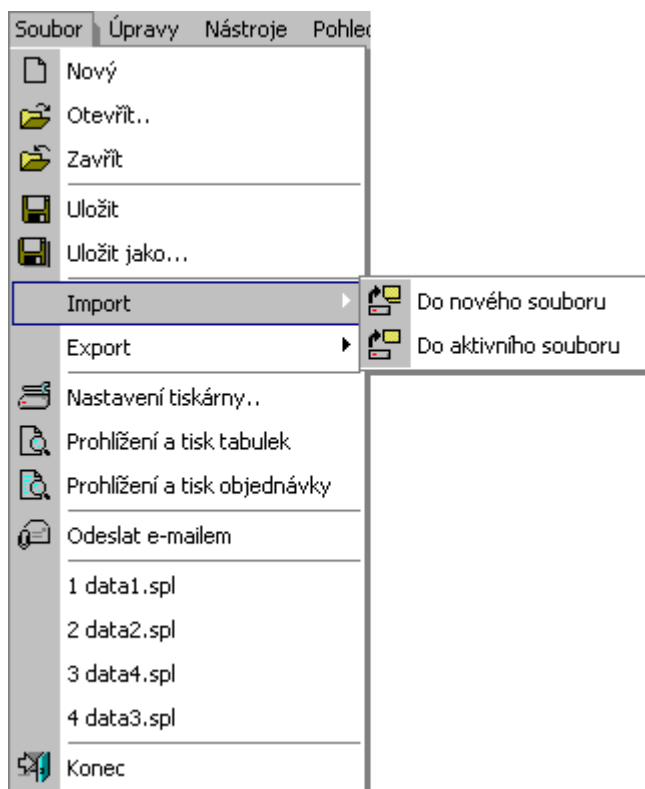 Soubor Úpravy Nástroje
Nový
Otevřít..
Zavřít
Uložit
Uložit jako...
Import
Do nového souboru
Do aktivního souboru
Export
Nastavení tiskárny..
Prohlížení a tisk tabulek
Prohlížení a tisk objednávky
Odeslat e-mailem
1 data1.spl
2 data2.spl
3 data4.spl
4 data3.spl
Konec